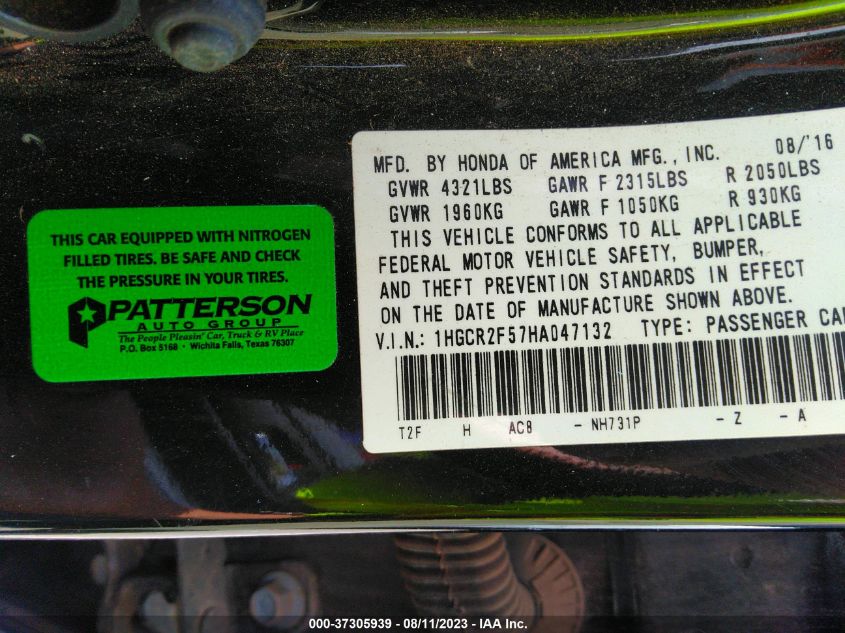 THIS CAR EQUIPPED WITH NITROGEN
FILLED TIRES. BE SAFE AND CHECK
THE PRESSURE IN YOUR TIRES.
PATTERSON
AUTO GROUP
The People Pleasin' Car, Truck & RV Place
P.O. Box 5168 • Wichita Falls, Texas 76307
MFD. BY HONDA OF AMERICA MFG., INC. 08/'16
GVWR 4321LBS GAWR F 2315LBS R 2050LBS
GVWR 1960KG GAWR F 1050KG R 930KG
THIS VEHICLE CONFORMS TO ALL APPLICABLE
FEDERAL MOTOR VEHICLE SAFETY, BUMPER,
AND THEFT PREVENTION STANDARDS IN EFFECT
ON THE DATE OF MANUFACTURE SHOWN ABOVE.
V.I.N.: 1HGCR2F57HA047132 TYPE: PASSENGER CA
T2F H AC8 - NH731P - Z - A
000-37305939 - 08/11/2023 - IAA Inc.